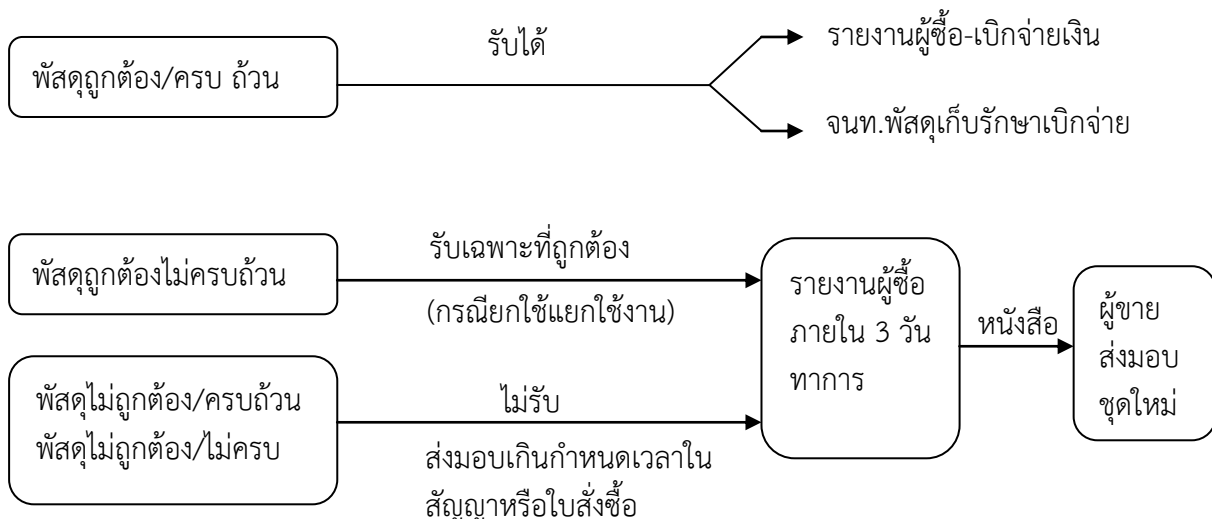 พัสดุถูกต้อง/ครบ ถ้วน
รับได้
รายงานผู้ซื้อ-เบิกจ่ายเงิน
จนท.พัสดุเก็บรักษาเบิกจ่าย
พัสดุถูกต้องไม่ครบถ้วน
รับเฉพาะที่ถูกต้อง
(กรณียกใช้แยกใช้งาน)
พัสดุไม่ถูกต้อง/ครบถ้วน
พัสดุไม่ถูกต้อง/ไม่ครบ
ไม่รับ
ส่งมอบเกินกำหนดเวลาใน
สัญญาหรือใบสั่งซื้อ
รายงานผู้ซื้อ
ภายใน 3 วัน
ทาการ
หนังสือ
ผู้ขาย
ส่งมอบ
ชุดใหม่